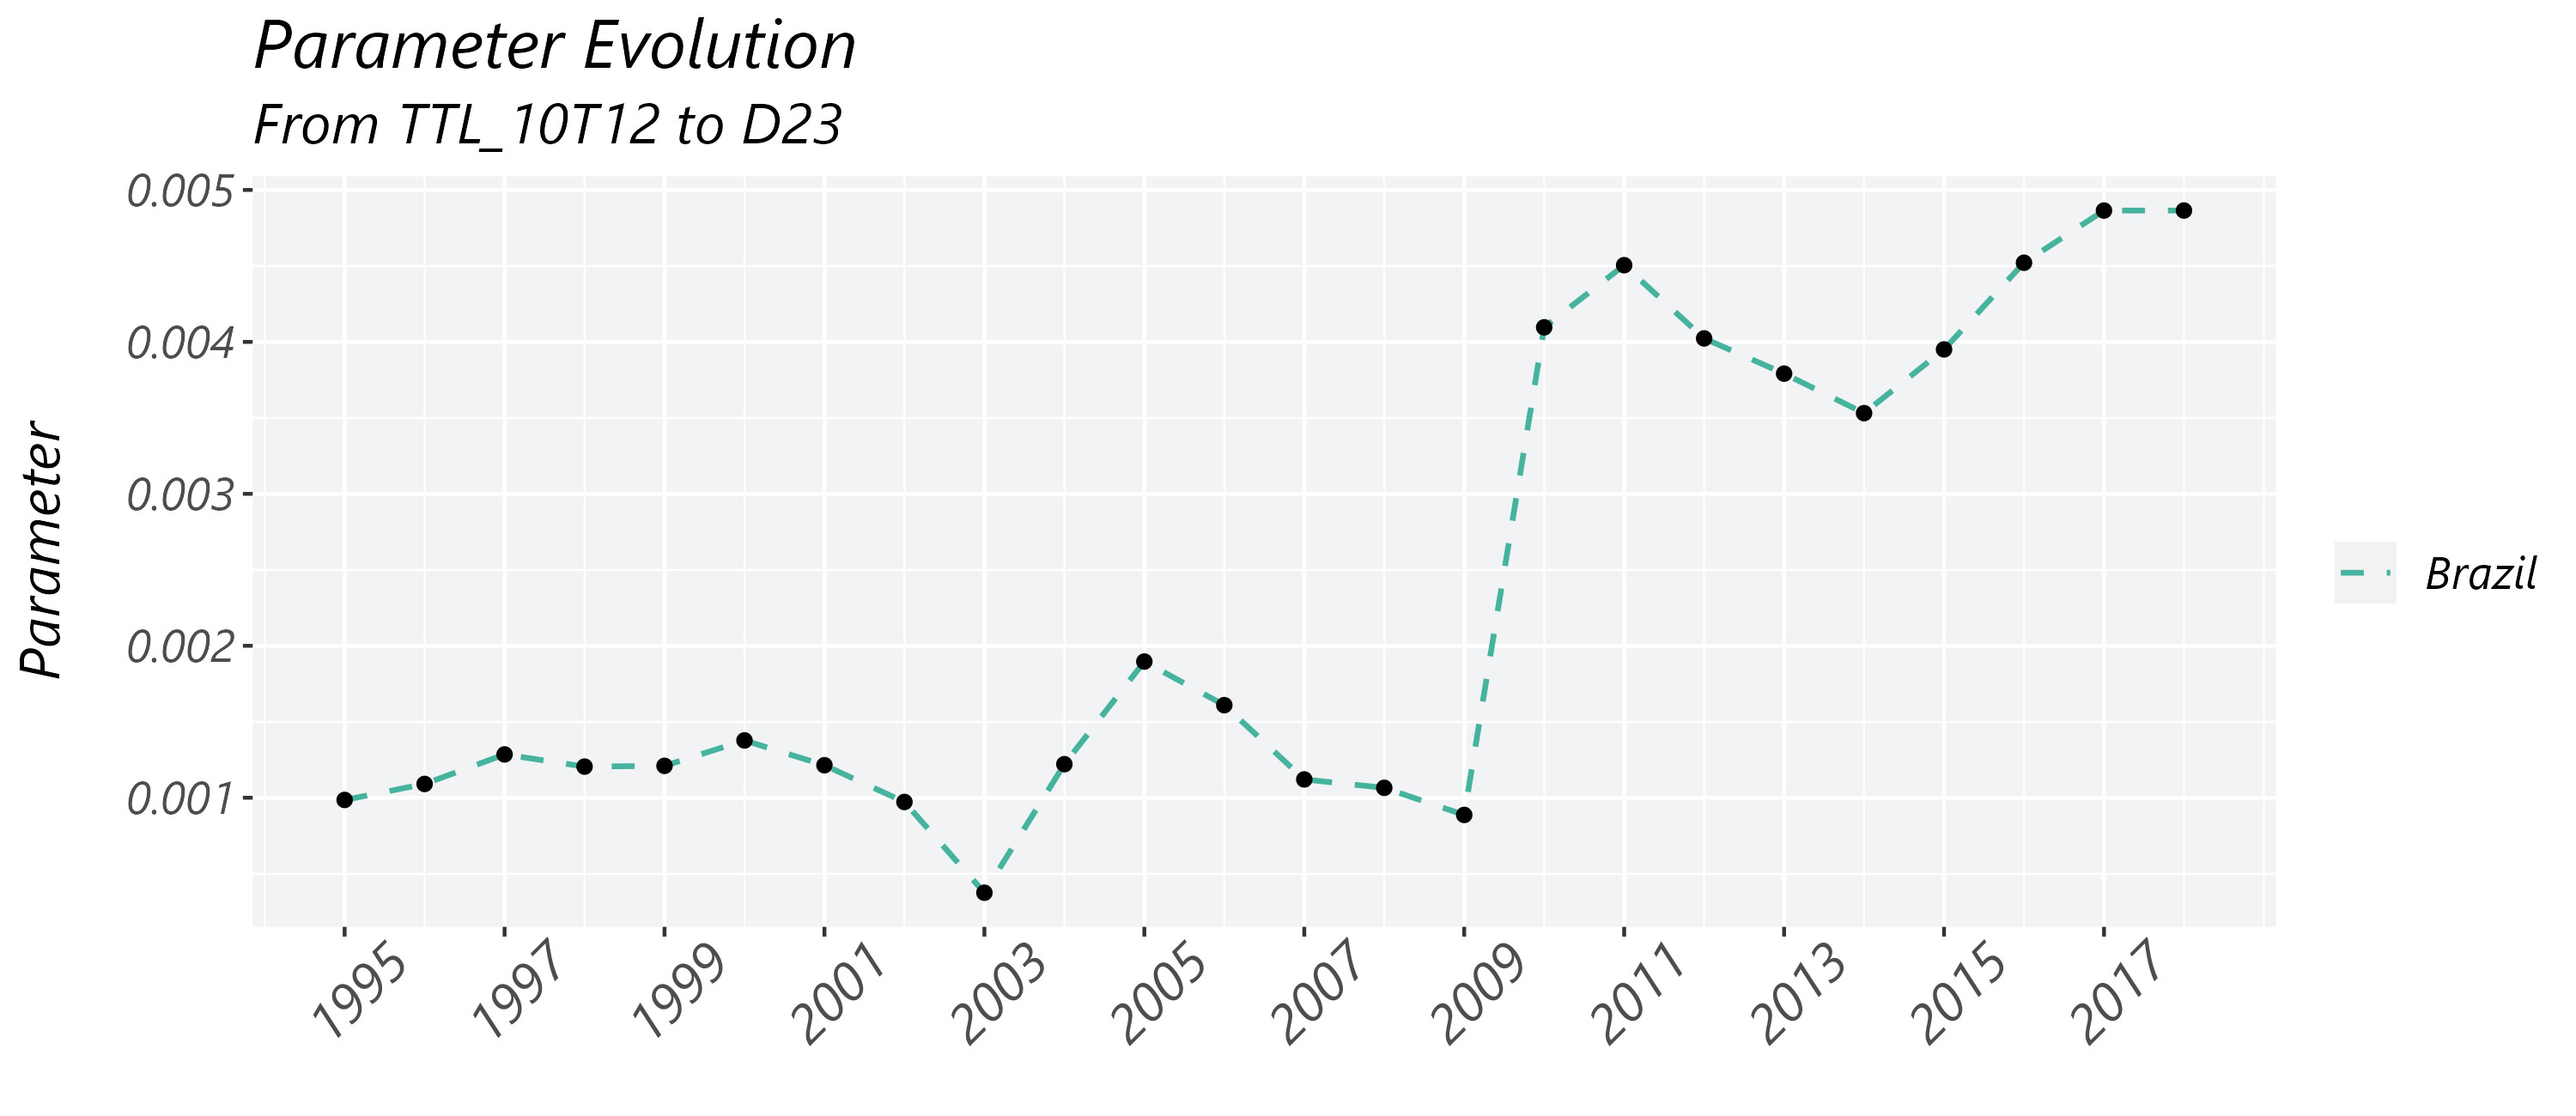 Parameter Evolution
From TTL_10T12 to D23
Parameter
0.005
0.004
0.003
0.002
0.001
1995 1997 1999 2001 2003 2005 2007 2009 2011 2013 2015 2017
Brazil